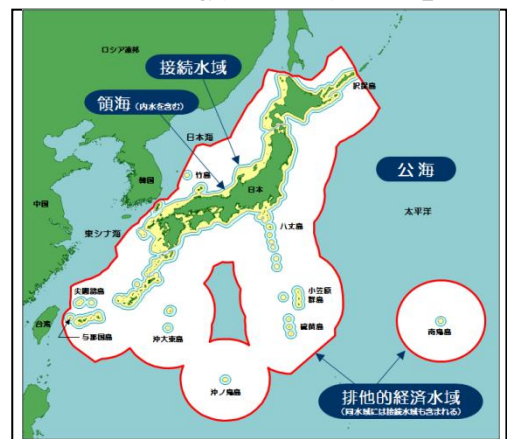 ロシア連邦
接続水域
択捉島
領海(内水を含む)
日本海
竹島
韓国
日本
公海
中国
太平洋
東シナ海
八丈島
尖閣諸島
小笠原
群島
台湾
硫黄島
与那国島
沖大東島
南鳥島
沖ノ鳥島
排他的経済水域
(同水域には接続水域も含まれる)